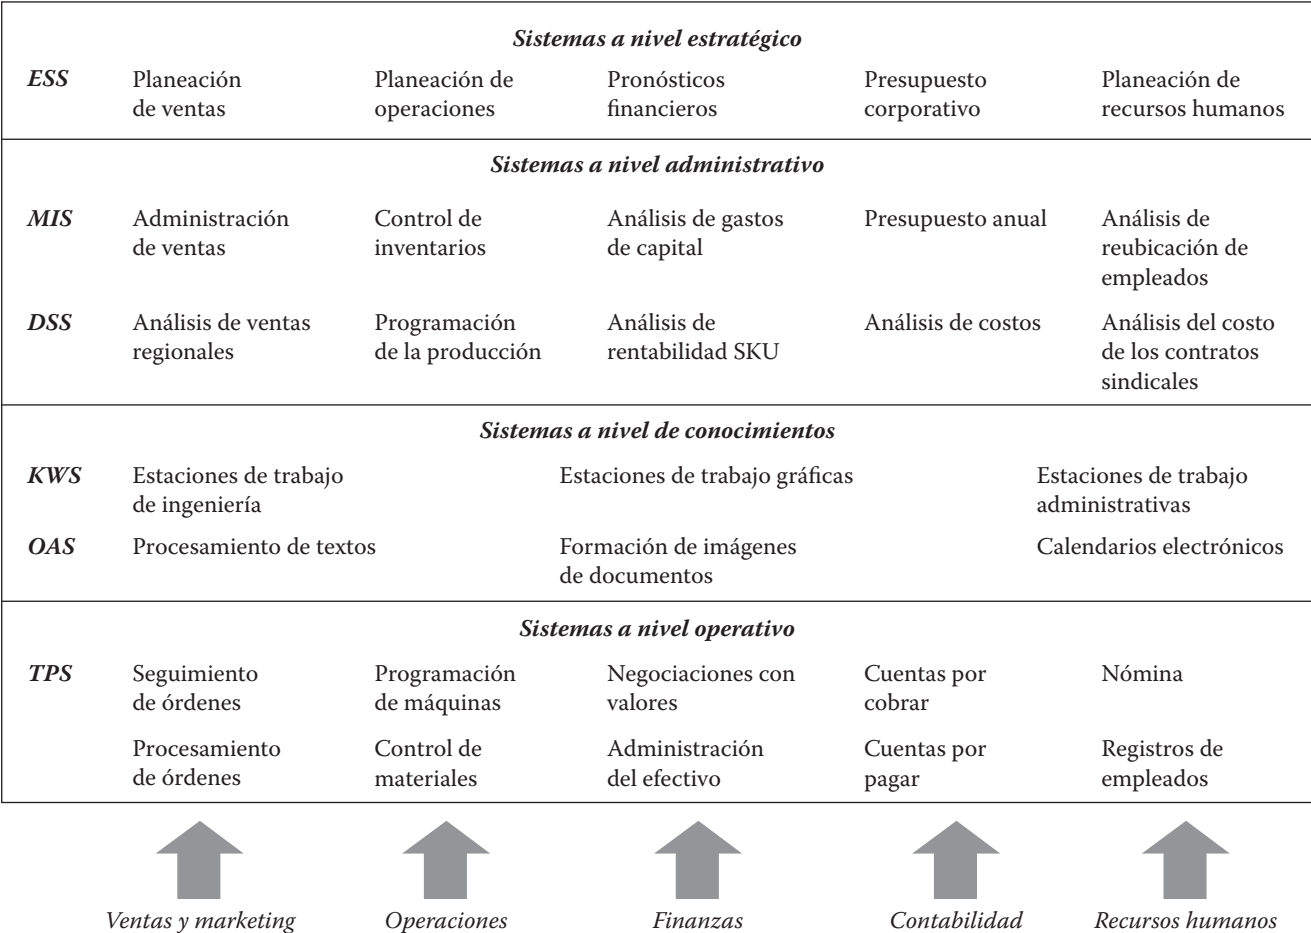 Sistemas a nivel estratégico
ESS Planeación Planeación de Pronósticos Presupuesto Planeación de
de ventas operaciones financieros corporativo recursos humanos
Sistemas a nivel administrativo
MIS Administración Control de Análisis de gastos Presupuesto anual Análisis de
de ventas inventarios de capital reubicación de
empleados
DSS Análisis de ventas Programación Análisis de Análisis de costos Análisis del costo
regionales de la producción rentabilidad SKU de los contratos
sindicales
Sistemas a nivel de conocimientos
KWS Estaciones de trabajo Estaciones de trabajo gráficas Estaciones de trabajo
de ingeniería administrativas
OAS Procesamiento de textos Formación de imágenes Calendarios electrónicos
de documentos
Sistemas a nivel operativo
TPS Seguimiento Programación Negociaciones con Cuentas por Nómina
de órdenes de máquinas valores cobrar
Procesamiento Control de Administración Cuentas por Registros de
de órdenes materiales del efectivo pagar empleados
Ventas y marketing Operaciones Finanzas Contabilidad Recursos humanos